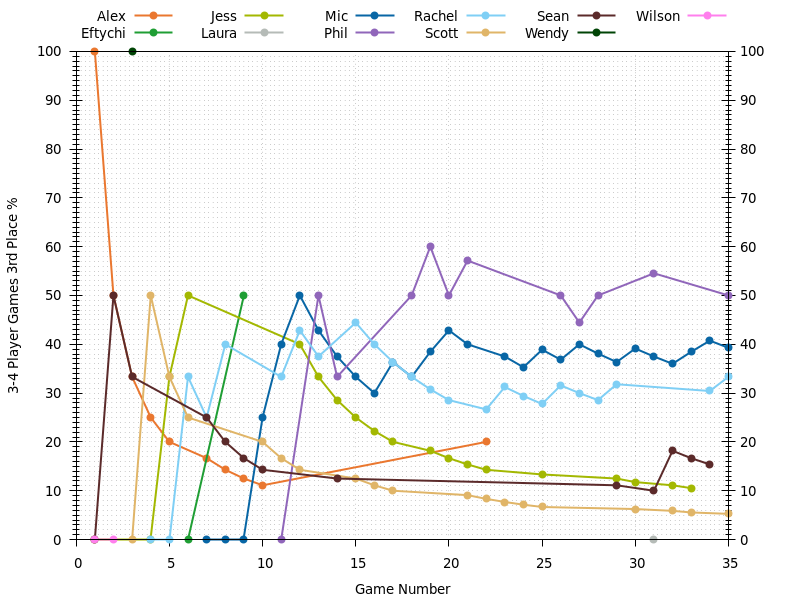 Alex Jess Mic Rachel Sean Wilson
Eftychi Laura Phil Scott Wendy
100 100
90 90
80 80
70 70
60 60
50 50
40 40
30 30
20 20
10 10
0 0
0 5 10 15 20 25 30 35
3-4 Player Games 3rd Place %
Game Number